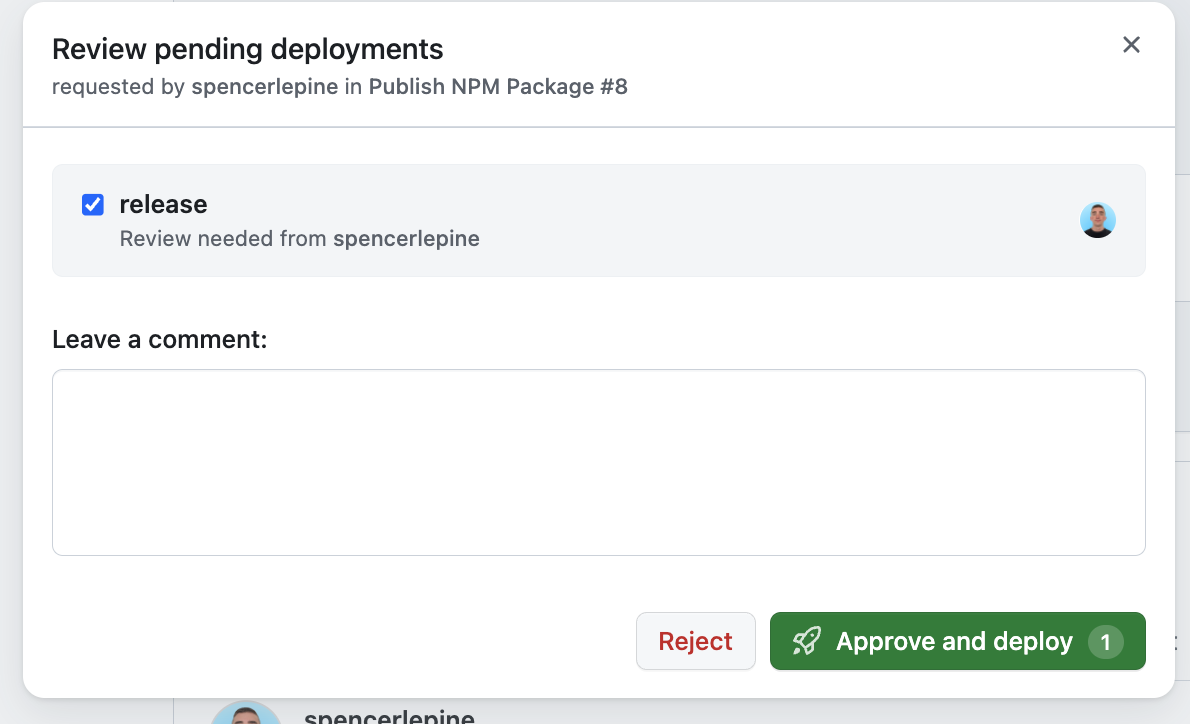 Review pending deployments
requested by spencerlepine in Publish NPM Package #8
release
Review needed from spencerlepine
Leave a comment:
Reject
Approve and deploy 1
spencerlepine